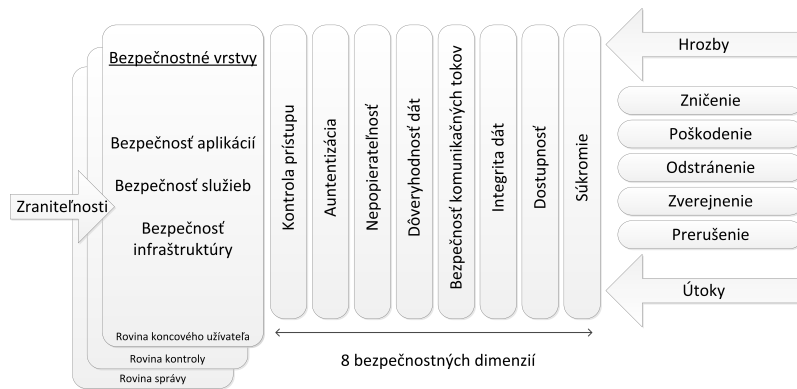 Bezpečnostné vrstvy
Bezpečnosť aplikácií
Bezpečnosť služieb
Bezpečnosť
infraštruktúry
Zraniteľnosti
Rovina koncového užívateľa
Rovina kontroly
Rovina správy
Kontrola prístupu
Auntentizácia
Nepopierateľnosť
Dôveryhodnosť dát
Bezpečnosť komunikačných tokov
Integrita dát
Dostupnosť
Súkromie
8 bezpečnostných dimenzií
Hrozby
Zničenie
Poškodenie
Odstránenie
Zverejnenie
Prerušenie
Útoky